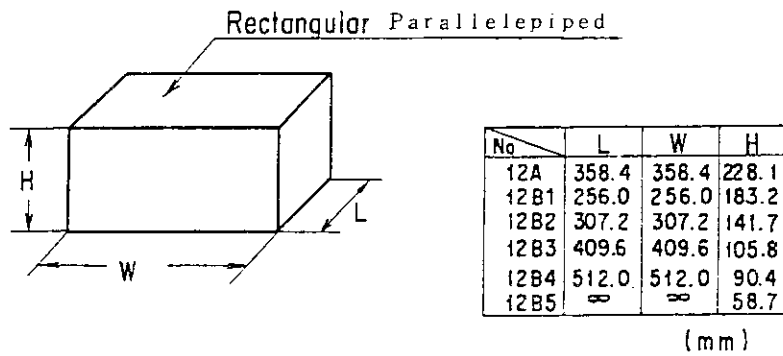 Rectangular Parallelepiped
H
W
L
No L W H
12A 358.4 358.4 228.1
12B1 256.0 256.0 183.2
12B2 307.2 307.2 141.7
12B3 409.6 409.6 105.8
12B4 512.0 512.0 90.4
12B5 ∞ ∞ 58.7
(mm)